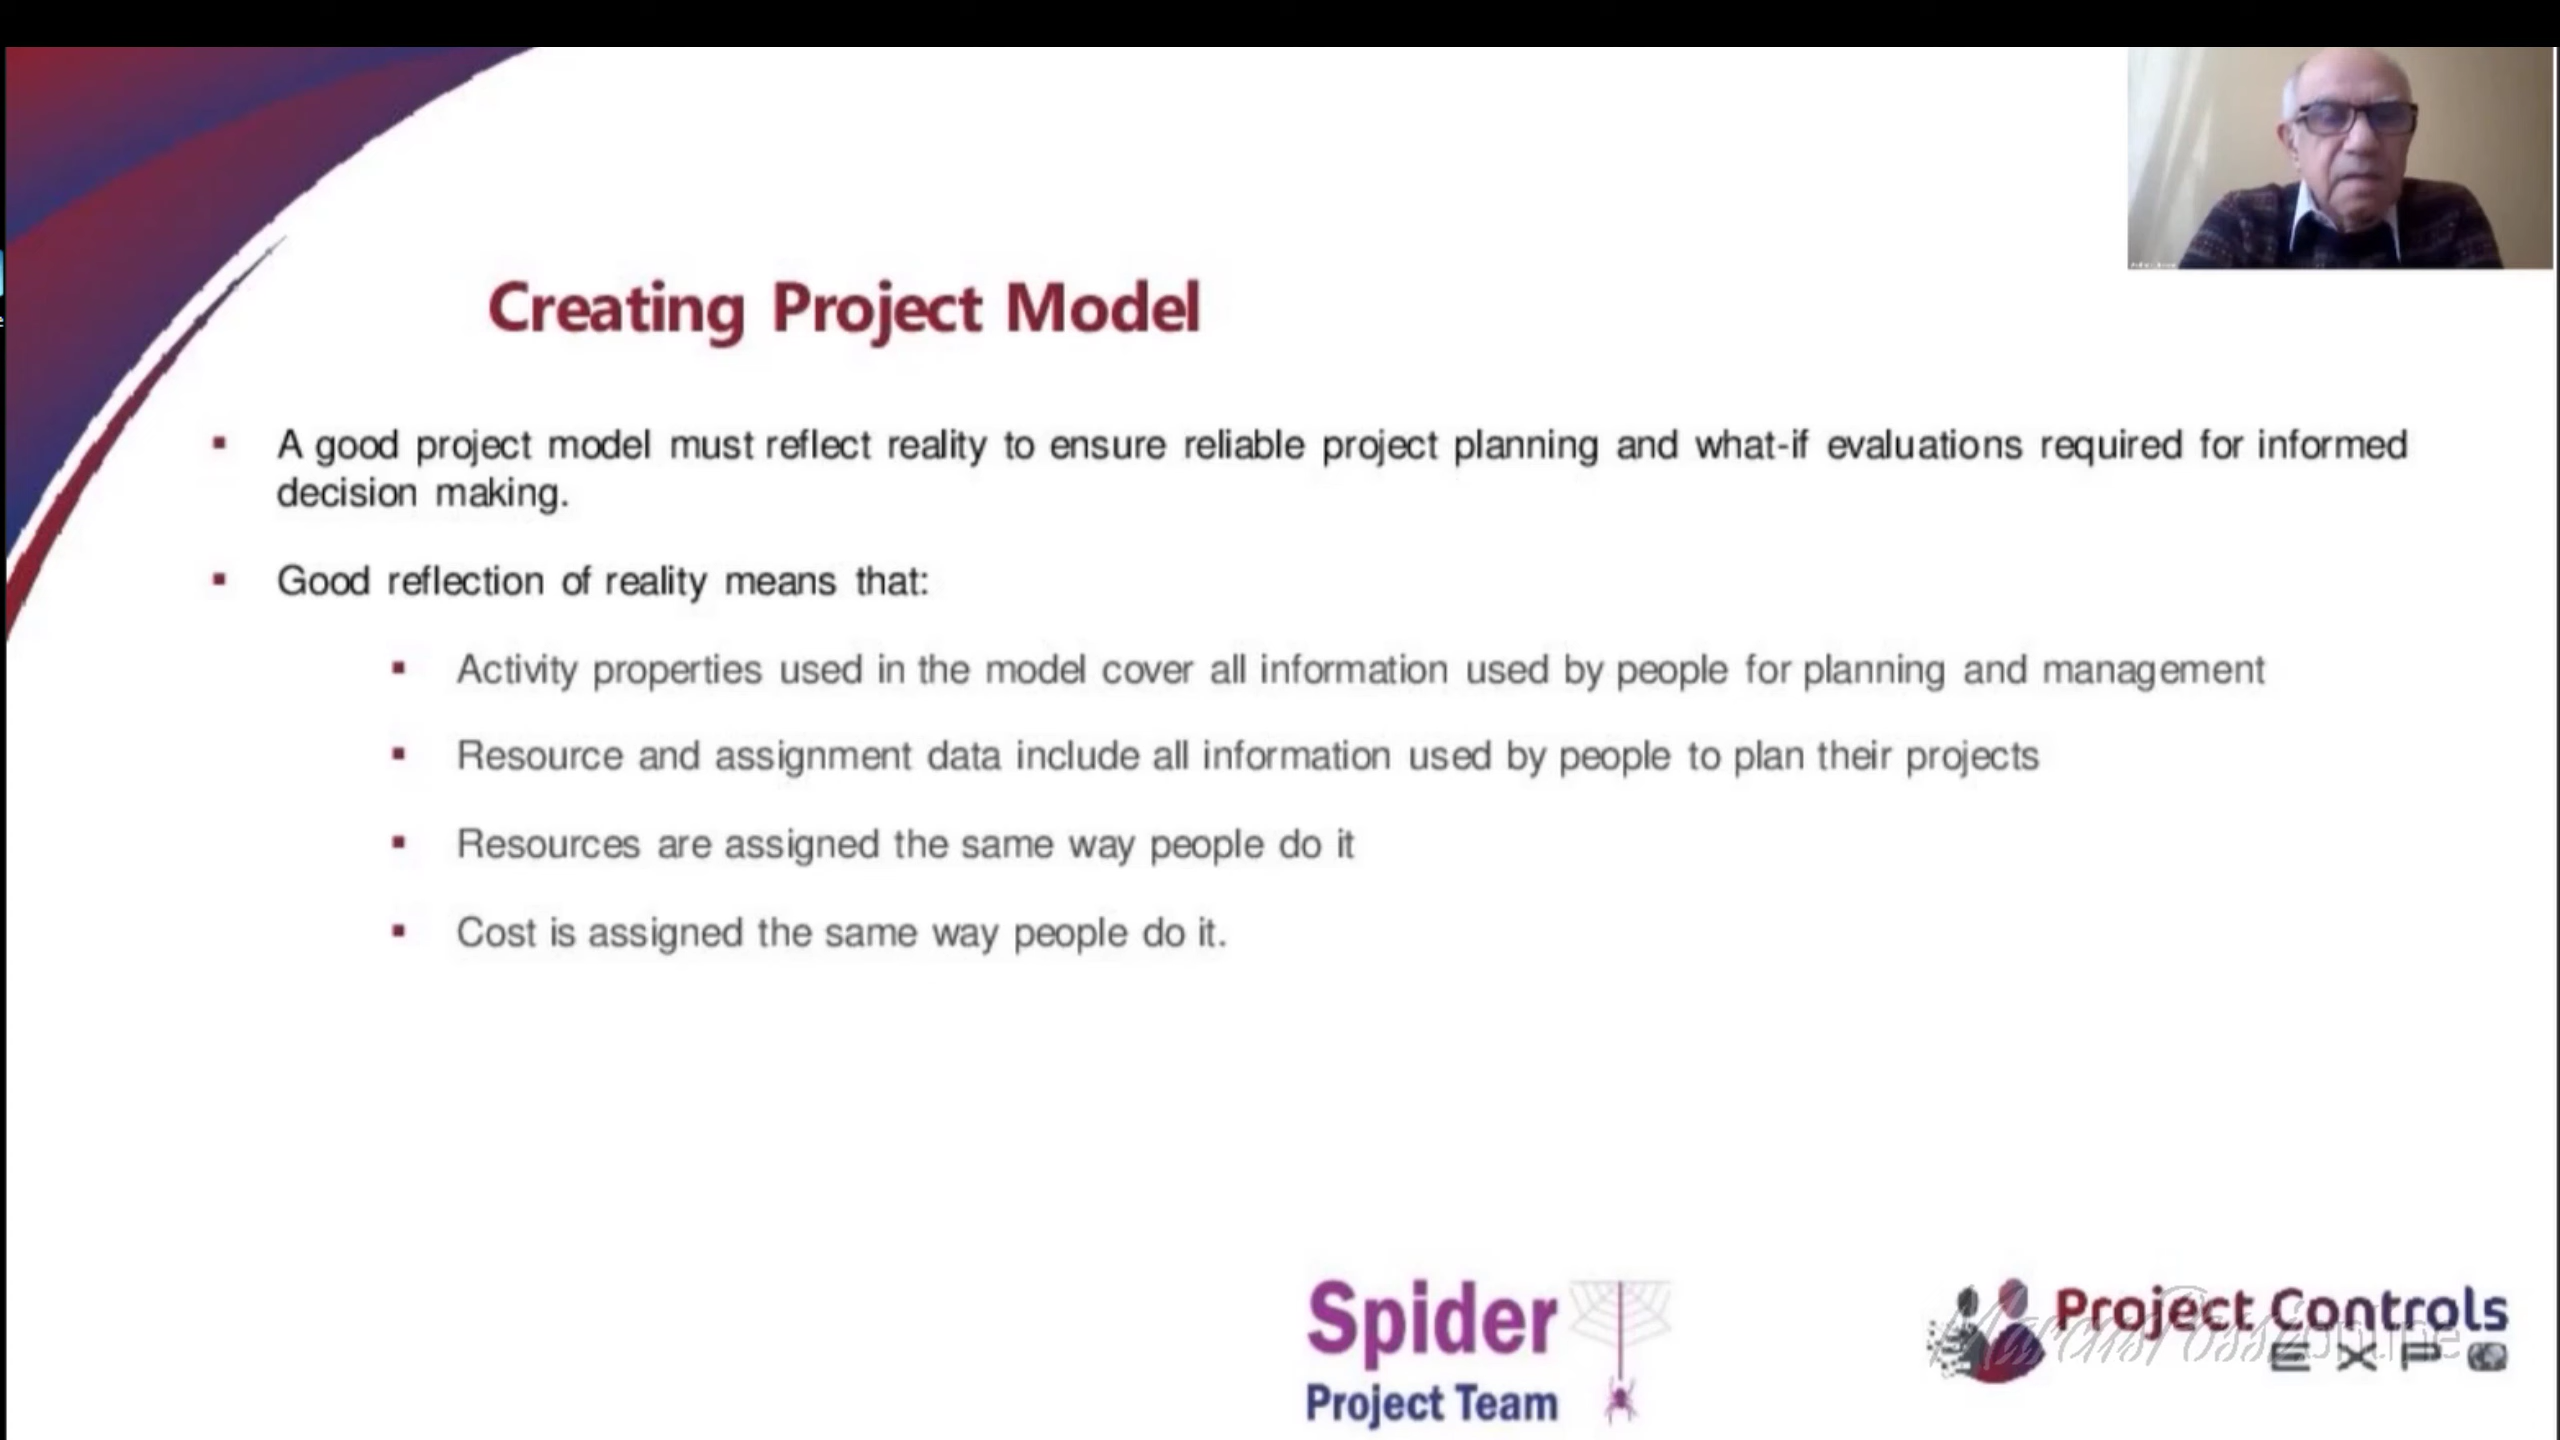 Creating Project Model
A good project model must reflect reality to ensure reliable project planning and what-if evaluations required for informed
decision making.
Good reflection of reality means that:
Activity properties used in the model cover all information used by people for planning and management
Resource and assignment data include all information used by people to plan their projects
Resources are assigned the same way people do it
Cost is assigned the same way people do it.
Spider
Project Team
Project Controls
EXPO